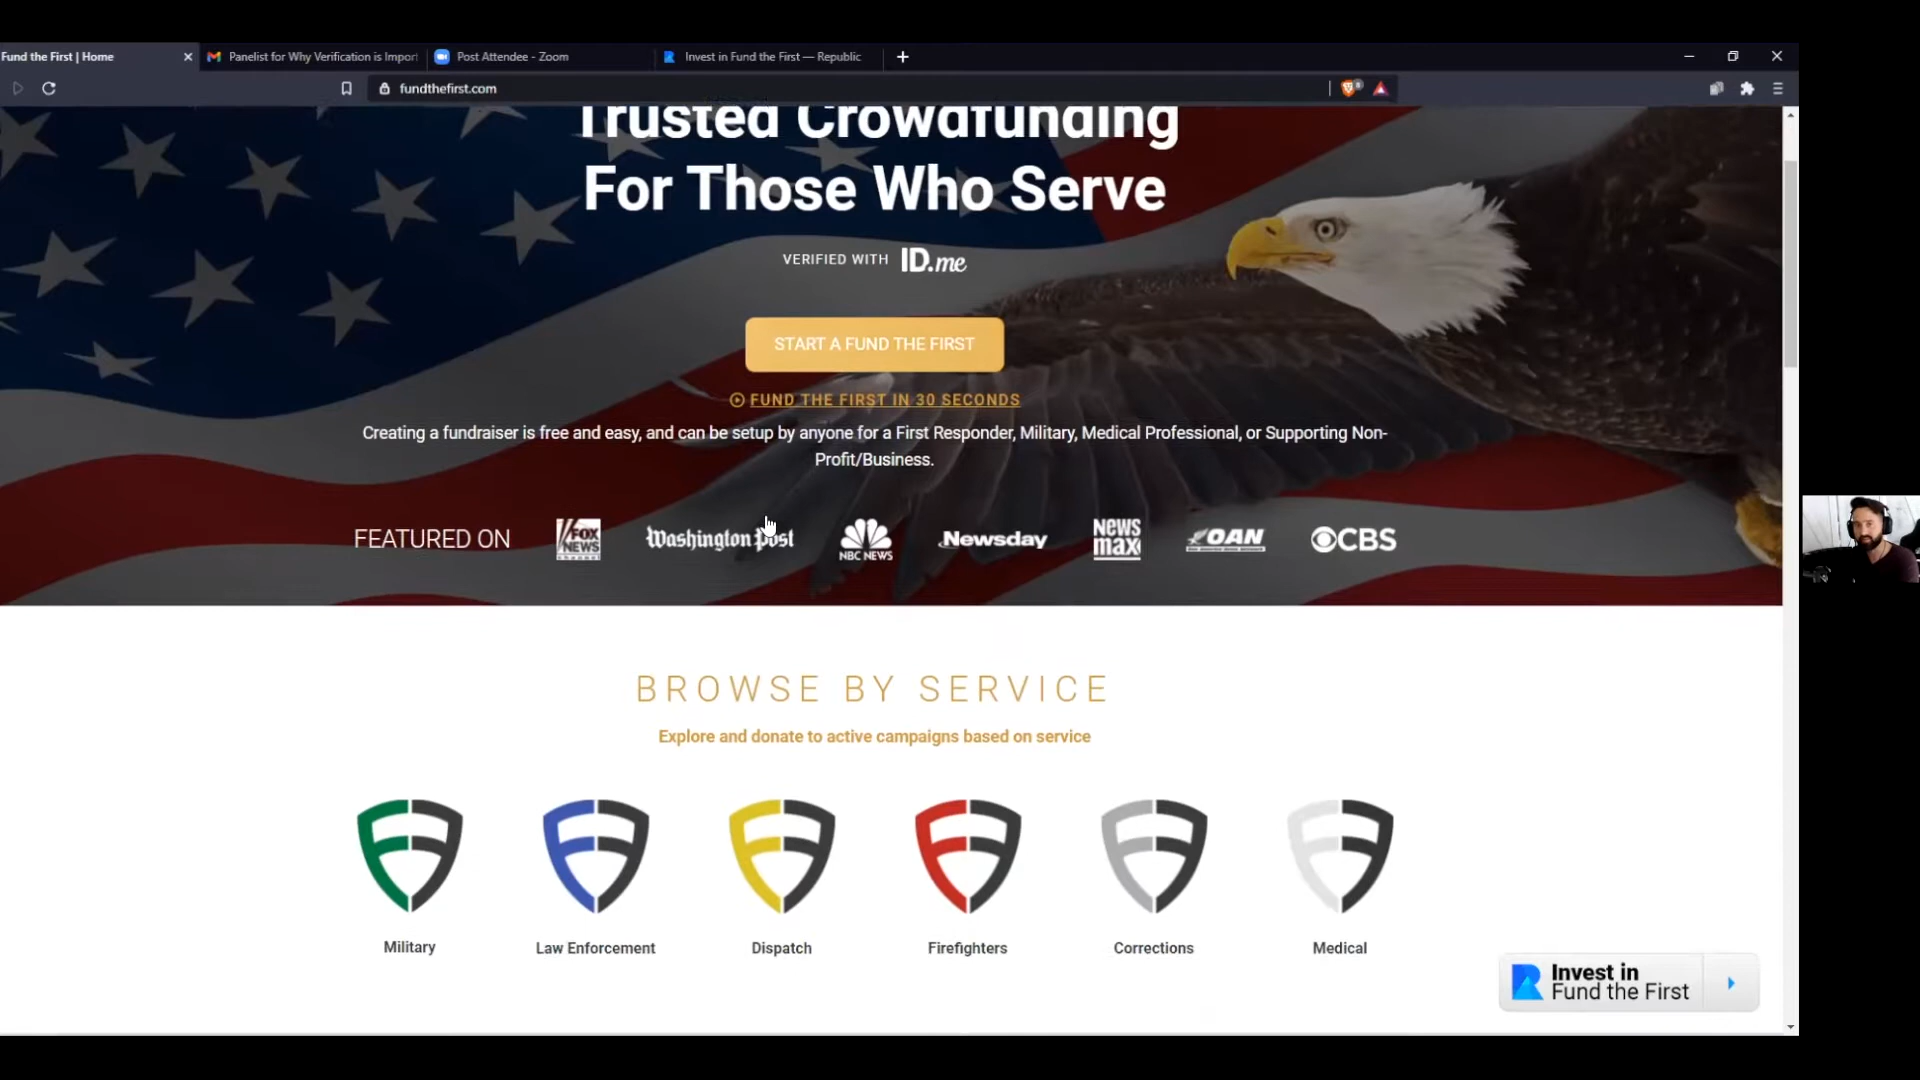 Fund the First | Home
Panelist for Why Verification is Impor
Post Attendee - Zoom
Invest in Fund the First — Republic
fundthefirst.com
Trusted Crowdfunding
For Those Who Serve
VERIFIED WITH ID.me
START A FUND THE FIRST
FUND THE FIRST IN 30 SECONDS
Creating a fundraiser is free and easy, and can be setup by anyone for a First Responder, Military, Medical Professional, or Supporting Non-
Profit/Business.
FEATURED ON
FOX NEWS
Washington Post
NBC NEWS
Newsday
NEWS max
OAN
CBS
BROWSE BY SERVICE
Explore and donate to active campaigns based on service
Military
Law Enforcement
Dispatch
Firefighters
Corrections
Medical
Invest in
Fund the First